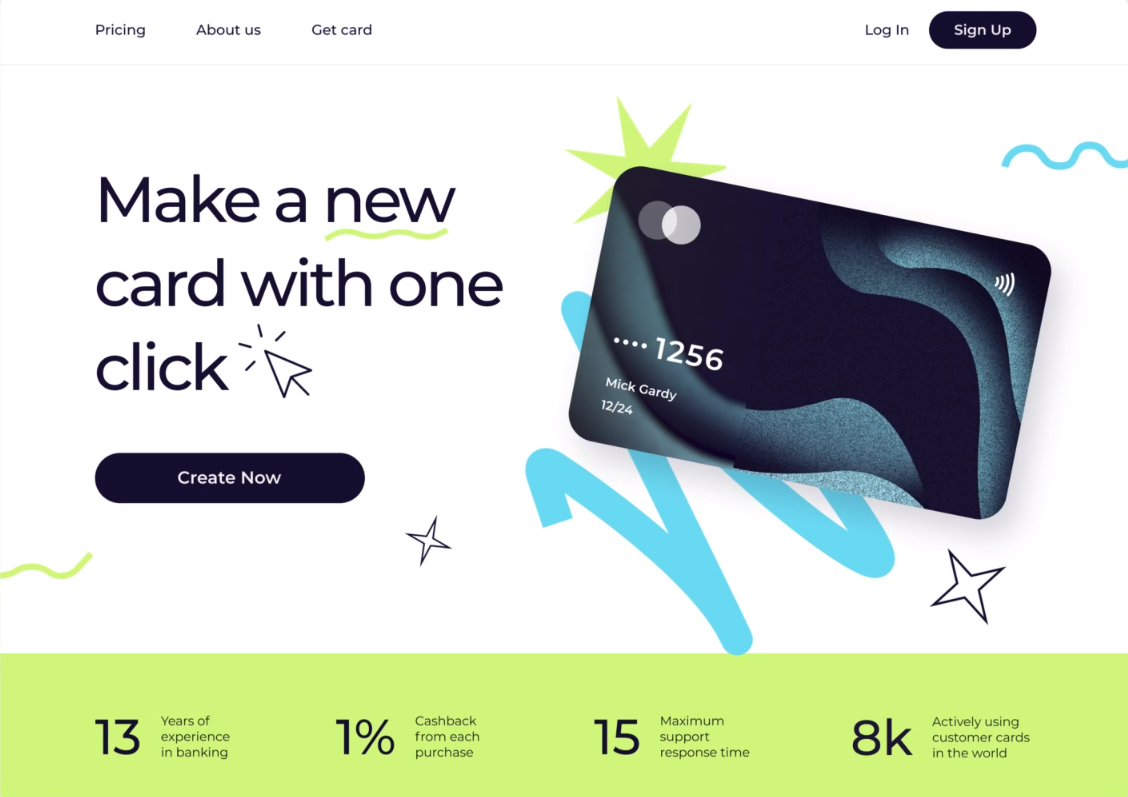 Pricing
About us
Get card
Log In
Sign Up
Make a new
card with one
click
Create Now
•••• 1256
Mick Gardy
12/24
13
Years of
experience
in banking
1%
Cashback
from each
purchase
15
Maximum
support
response time
8k
Actively using
customer cards
in the world